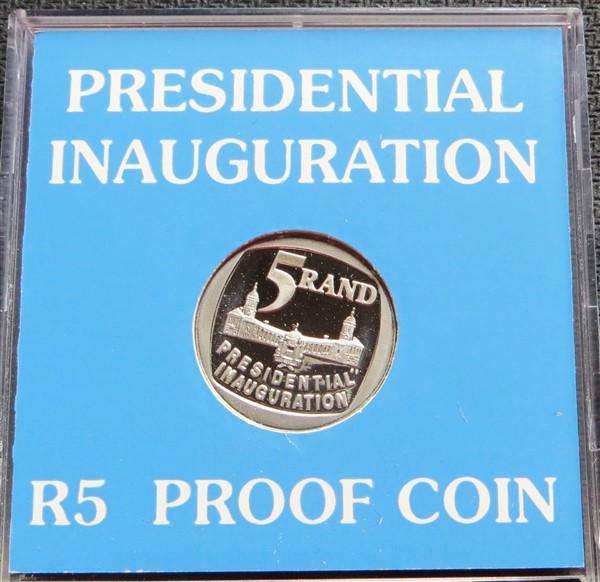 PRESIDENTIAL
INAUGURATION
5 RAND
PRESIDENTIAL
INAUGURATION
R5 PROOF COIN